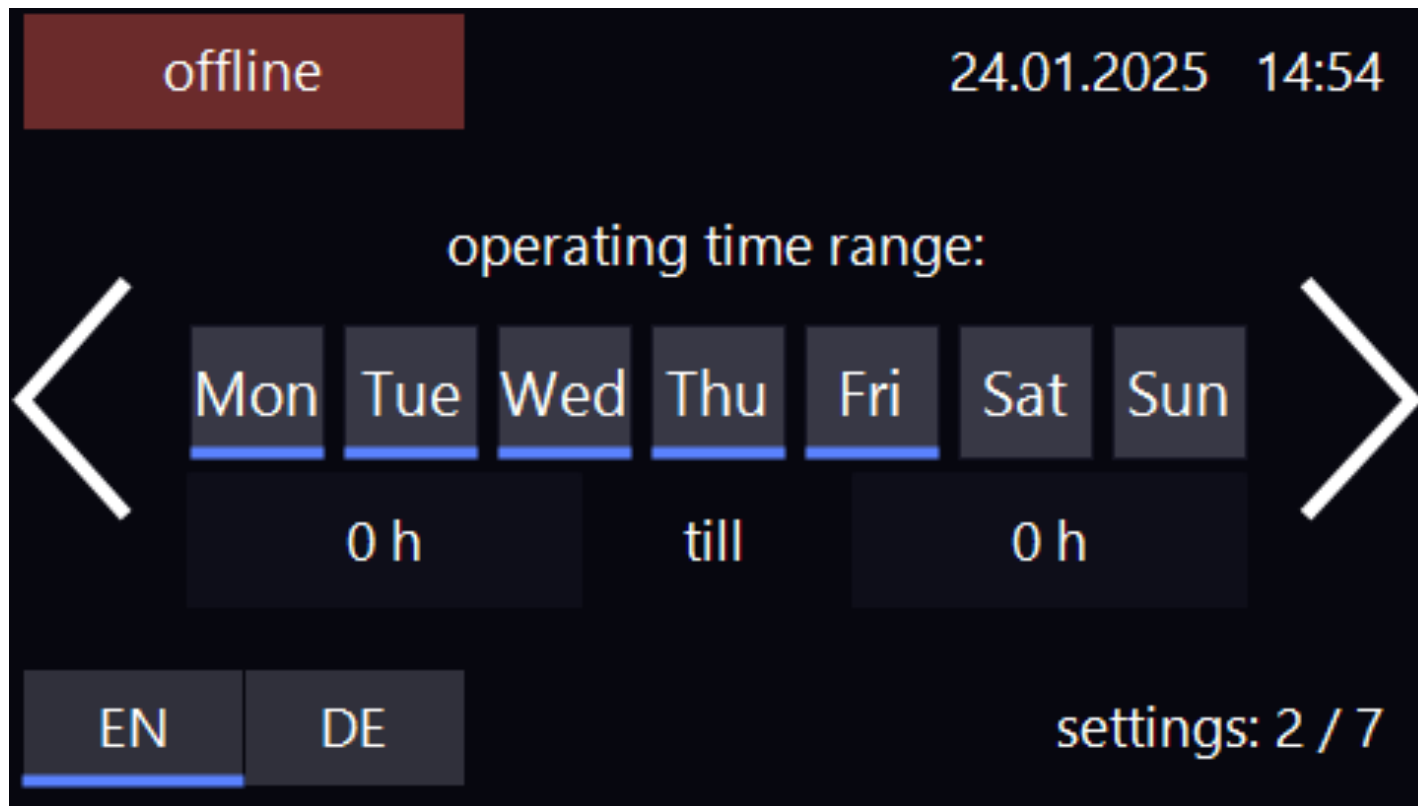 offline 24.01.2025 14:54
operating time range:
Mon Tue Wed Thu Fri Sat Sun
0 h till 0 h
EN DE settings: 2 / 7